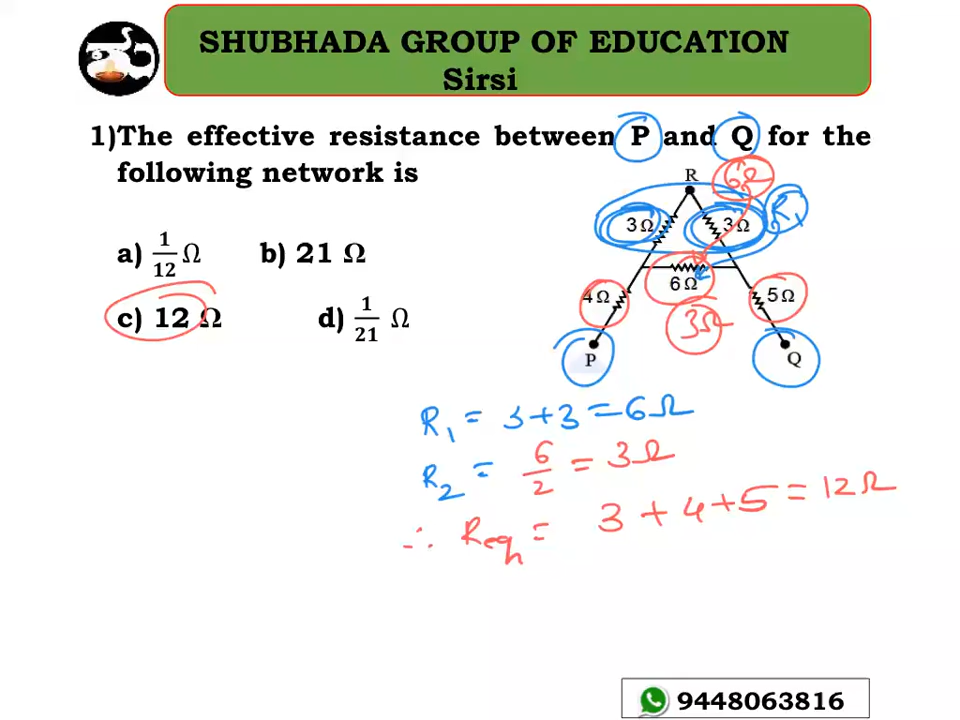 SHUBHADA GROUP OF EDUCATION
Sirsi
1)The effective resistance between P and Q for the
following network is
a) 1/12 Ω b) 21 Ω
c) 12 Ω d) 1/21 Ω
R
6Ω
R₁
3Ω 3Ω
6Ω
4Ω 5Ω
3Ω
P Q
R₁ = 3+3 = 6Ω
R₂ = 6/2 = 3Ω
∴ Req = 3 + 4 + 5 = 12Ω
9448063816